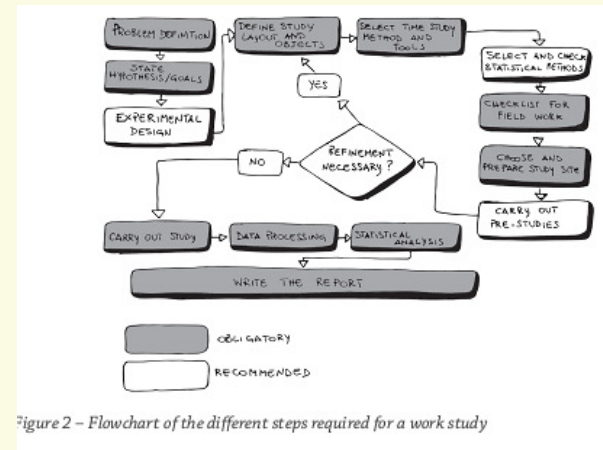 PROBLEM DEFINITION
STATE
HYPOTHESIS/GOALS
EXPERIMENTAL
DESIGN
DEFINE STUDY
LAYOUT AND
OBJECTS
SELECT TIME STUDY
METHOD AND
TOOLS
SELECT AND CHECK
STATISTICAL METHODS
CHECKLIST FOR
FIELD WORK
CHOOSE AND
PREPARE STUDY SITE
CARRY OUT
PRE-STUDIES
REFINEMENT
NECESSARY?
YES
NO
CARRY OUT STUDY
DATA PROCESSING
STATISTICAL
ANALYSIS
WRITE THE REPORT
OBLIGATORY
RECOMMENDED
Figure 2 – Flowchart of the different steps required for a work study